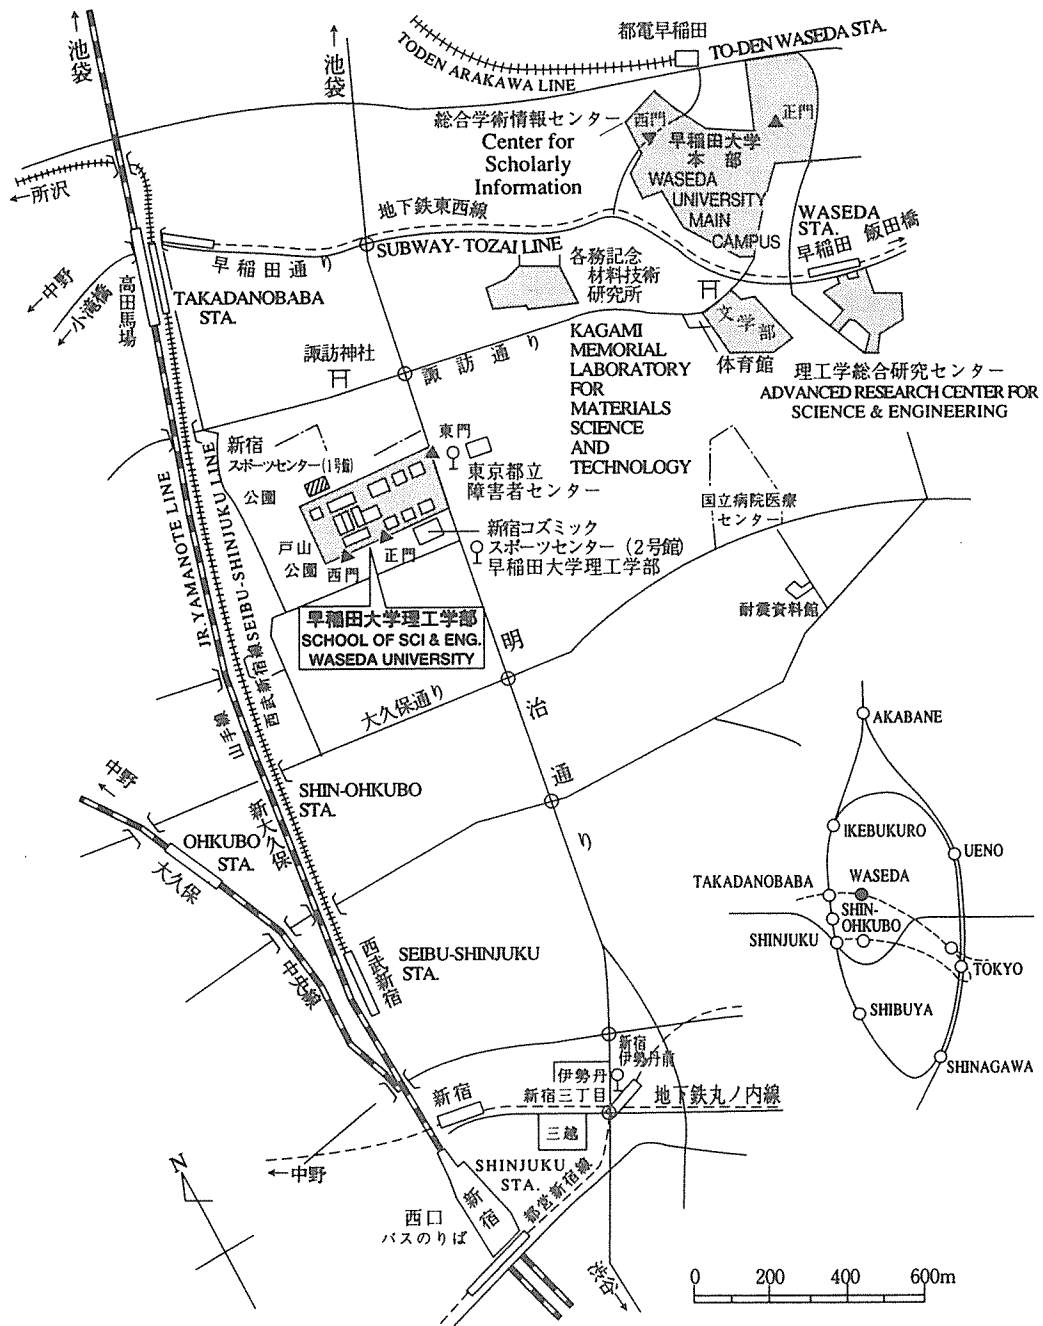 ←池袋
←池袋
都電早稲田
TO-DEN WASEDA STA.
TODEN ARAKAWA LINE
総合学術情報センター
Center for
Scholarly
Information
西門
正門
早稲田大学
本部
WASEDA
UNIVERSITY
MAIN
CAMPUS
←所沢
地下鉄東西線
SUBWAY-TOZAI LINE
早稲田通り
WASEDA
STA.
早稲田
飯田橋
←中野
←小滝橋
高田馬場
TAKADANOBABA
STA.
各務記念
材料技術
研究所
KAGAMI
MEMORIAL
LABORATORY
FOR
MATERIALS
SCIENCE
AND
TECHNOLOGY
文学部
体育館
理工学総合研究センター
ADVANCED RESEARCH CENTER FOR
SCIENCE & ENGINEERING
諏訪神社
諏訪通り
新宿
スポーツセンター(1号館)
公園
東門
東京都立
障害者センター
国立病院医療
センター
新宿コズミック
スポーツセンター(2号館)
早稲田大学理工学部
戸山
公園
西門
正門
早稲田大学理工学部
SCHOOL OF SCI & ENG.
WASEDA UNIVERSITY
耐震資料館
JR.YAMANOTE LINE
山手線
西武新宿線SEIBU-SHINJUKU LINE
大久保通り
明治通り
←中野
SHIN-OHKUBO
STA.
新大久保
OHKUBO
STA.
大久保
中央線
SEIBU-SHINJUKU
STA.
西武新宿
新宿
伊勢丹前
伊勢丹
新宿三丁目
地下鉄丸ノ内線
新宿
三越
←中野
SHINJUKU
STA.
新宿
都営新宿線
西口
バスのりば
渋谷→
N
AKABANE
IKEBUKURO
UENO
TAKADANOBABA
WASEDA
SHIN-
OHKUBO
SHINJUKU
TOKYO
SHIBUYA
SHINAGAWA
0 200 400 600m